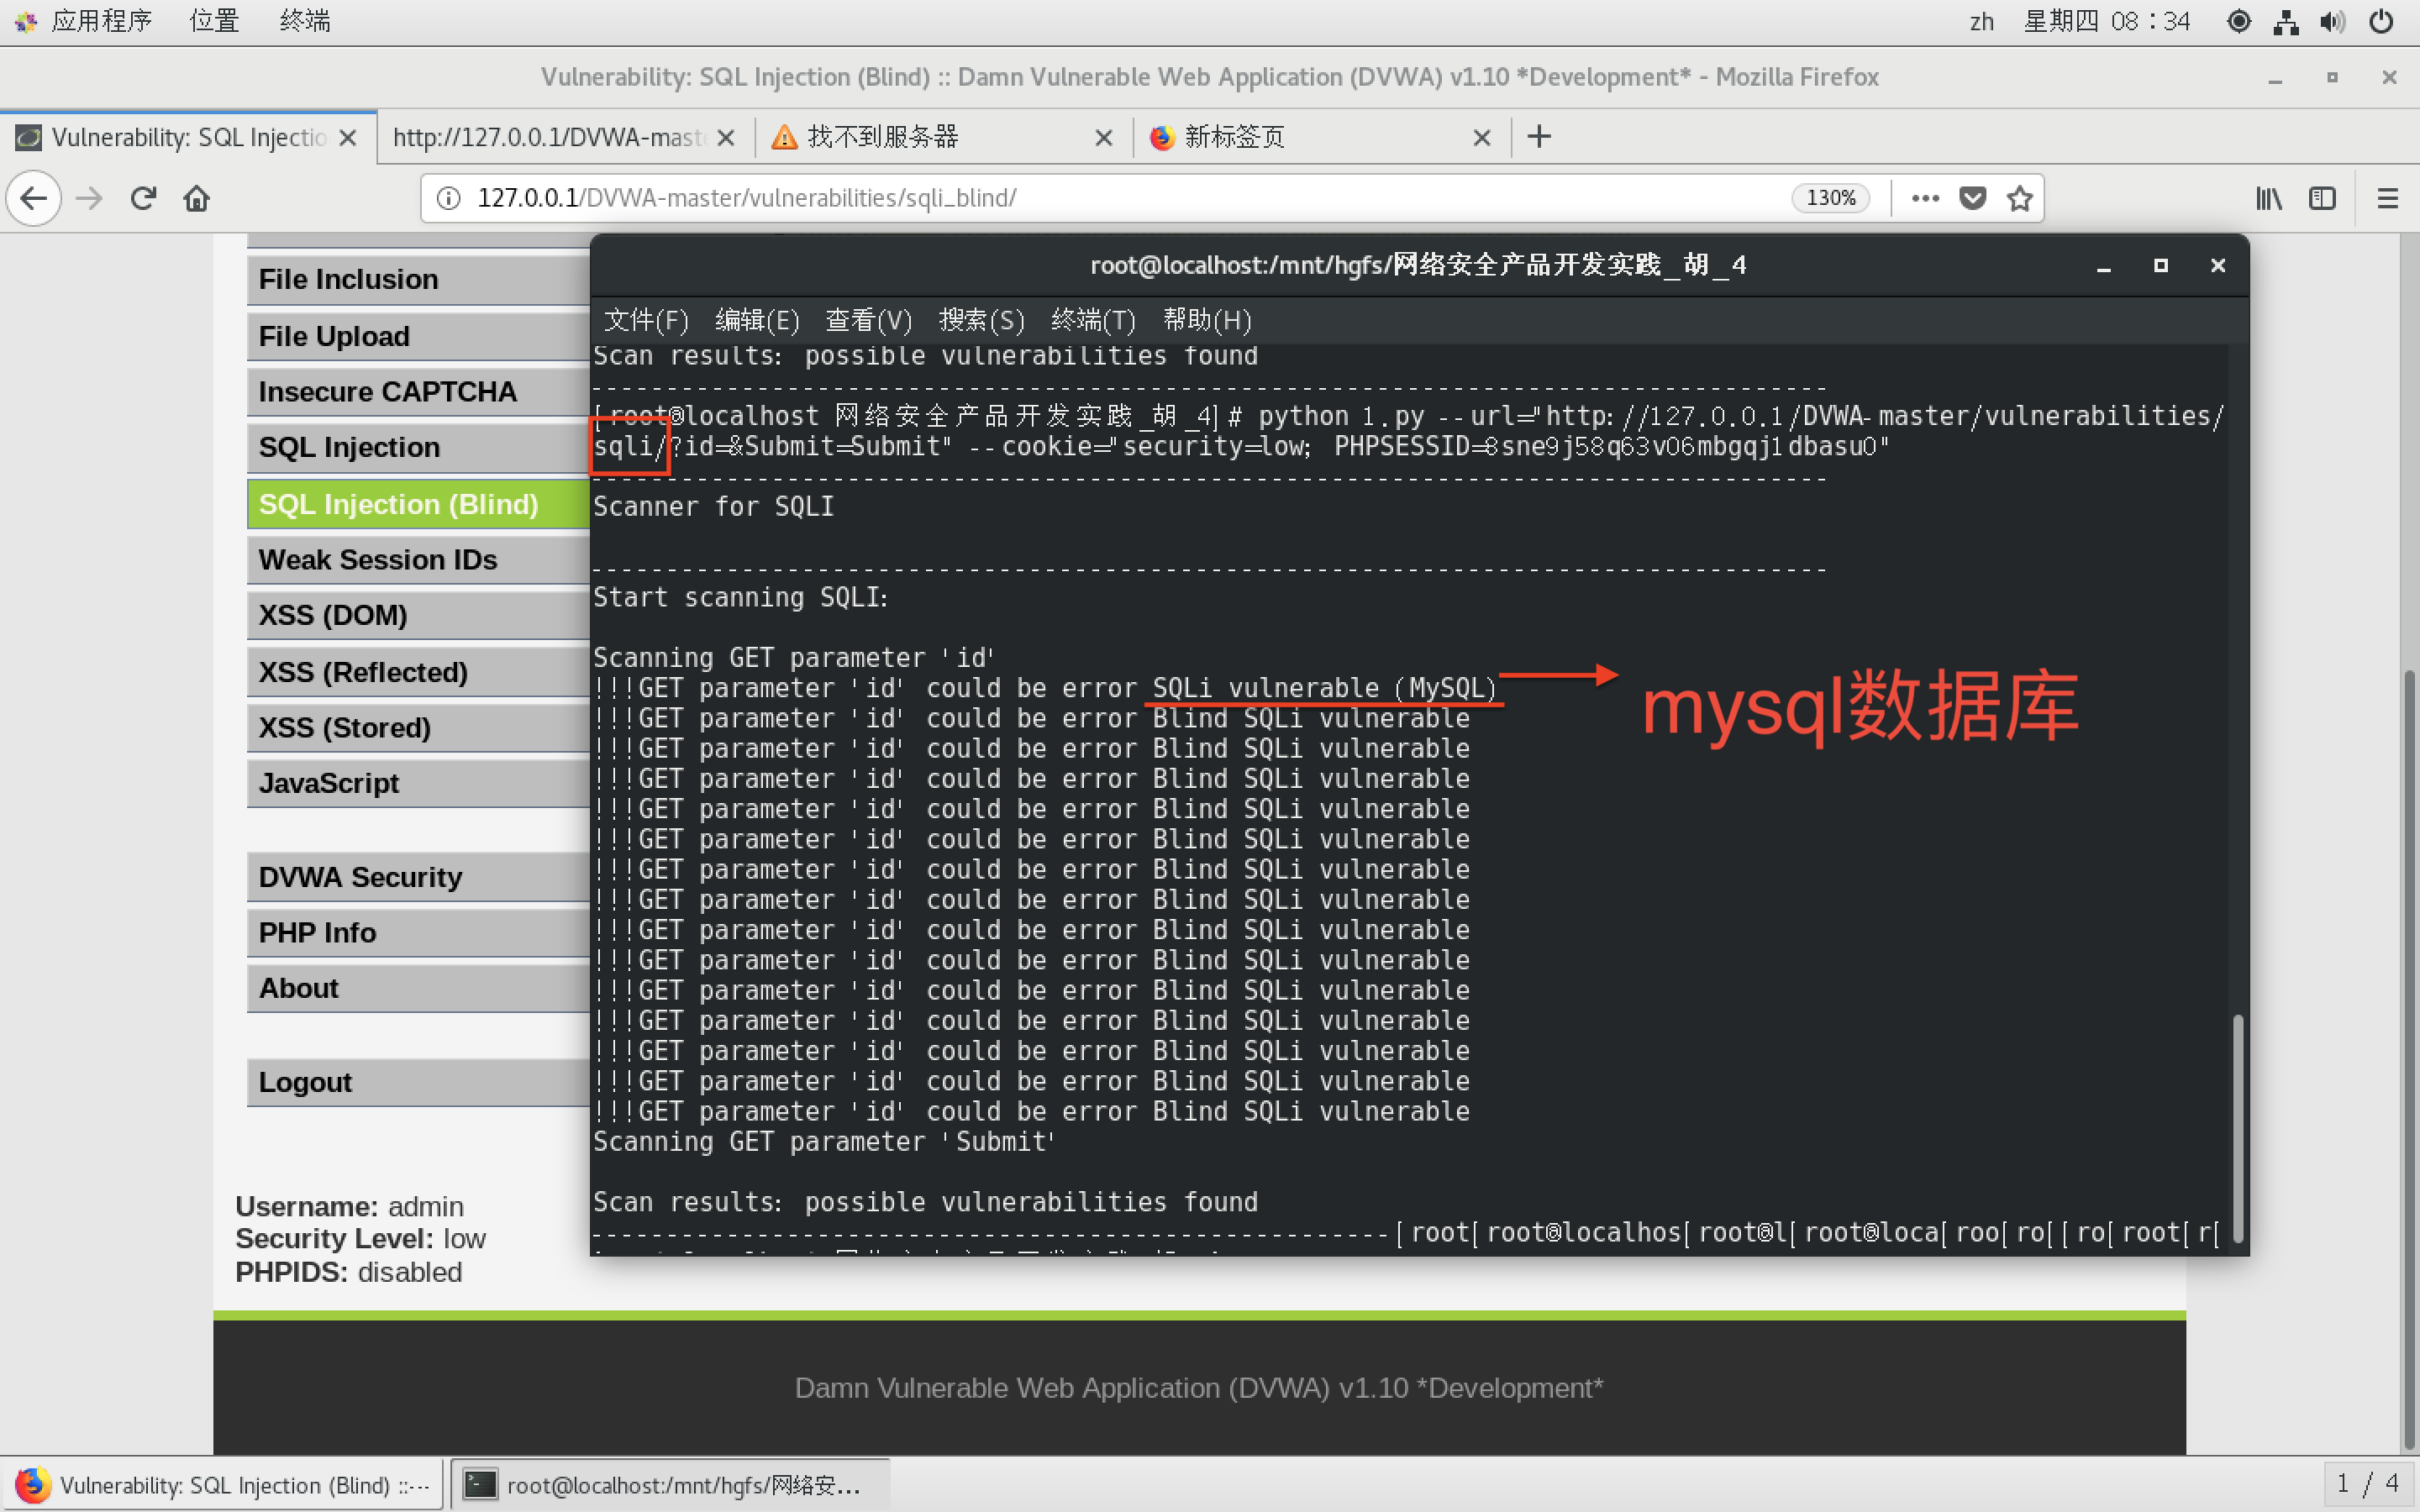 应用程序 位置 终端 zh 星期四 08：34
Vulnerability: SQL Injection (Blind) :: Damn Vulnerable Web Application (DVWA) v1.10 *Development* - Mozilla Firefox
Vulnerability: SQL Injectio http://127.0.0.1/DVWA-mast 找不到服务器 新标签页
127.0.0.1/DVWA-master/vulnerabilities/sqli_blind/ 130%
File Inclusion
File Upload
Insecure CAPTCHA
SQL Injection
SQL Injection (Blind)
Weak Session IDs
XSS (DOM)
XSS (Reflected)
XSS (Stored)
JavaScript
DVWA Security
PHP Info
About
Logout
Username: admin
Security Level: low
PHPIDS: disabled
root@localhost:/mnt/hgfs/网络安全产品开发实践_胡_4
文件(F) 编辑(E) 查看(V) 搜索(S) 终端(T) 帮助(H)
Scan results: possible vulnerabilities found
----------------------------------------------------------------------------------
[root@localhost 网络安全产品开发实践_胡_4]# python 1.py --url="http://127.0.0.1/DVWA-master/vulnerabilities/
sqli/?id=&Submit=Submit" --cookie="security=low; PHPSESSID=8sne9j58q63v06mbgqj1dbasu0"
----------------------------------------------------------------------------------
Scanner for SQLI
----------------------------------------------------------------------------------
Start scanning SQLI:
Scanning GET parameter 'id'
!!!GET parameter 'id' could be error SQLi vulnerable (MySQL)
mysql数据库
!!!GET parameter 'id' could be error Blind SQLi vulnerable
!!!GET parameter 'id' could be error Blind SQLi vulnerable
!!!GET parameter 'id' could be error Blind SQLi vulnerable
!!!GET parameter 'id' could be error Blind SQLi vulnerable
!!!GET parameter 'id' could be error Blind SQLi vulnerable
!!!GET parameter 'id' could be error Blind SQLi vulnerable
!!!GET parameter 'id' could be error Blind SQLi vulnerable
!!!GET parameter 'id' could be error Blind SQLi vulnerable
!!!GET parameter 'id' could be error Blind SQLi vulnerable
!!!GET parameter 'id' could be error Blind SQLi vulnerable
!!!GET parameter 'id' could be error Blind SQLi vulnerable
!!!GET parameter 'id' could be error Blind SQLi vulnerable
!!!GET parameter 'id' could be error Blind SQLi vulnerable
!!!GET parameter 'id' could be error Blind SQLi vulnerable
Scanning GET parameter 'Submit'
Scan results: possible vulnerabilities found
-----------------------------------------------------[root[root@localhos[root@l[root@loca[roo[ro[[ro[root[r[
Damn Vulnerable Web Application (DVWA) v1.10 *Development*
Vulnerability: SQL Injection (Blind) ::--- root@localhost:/mnt/hgfs/网络安... 1 / 4